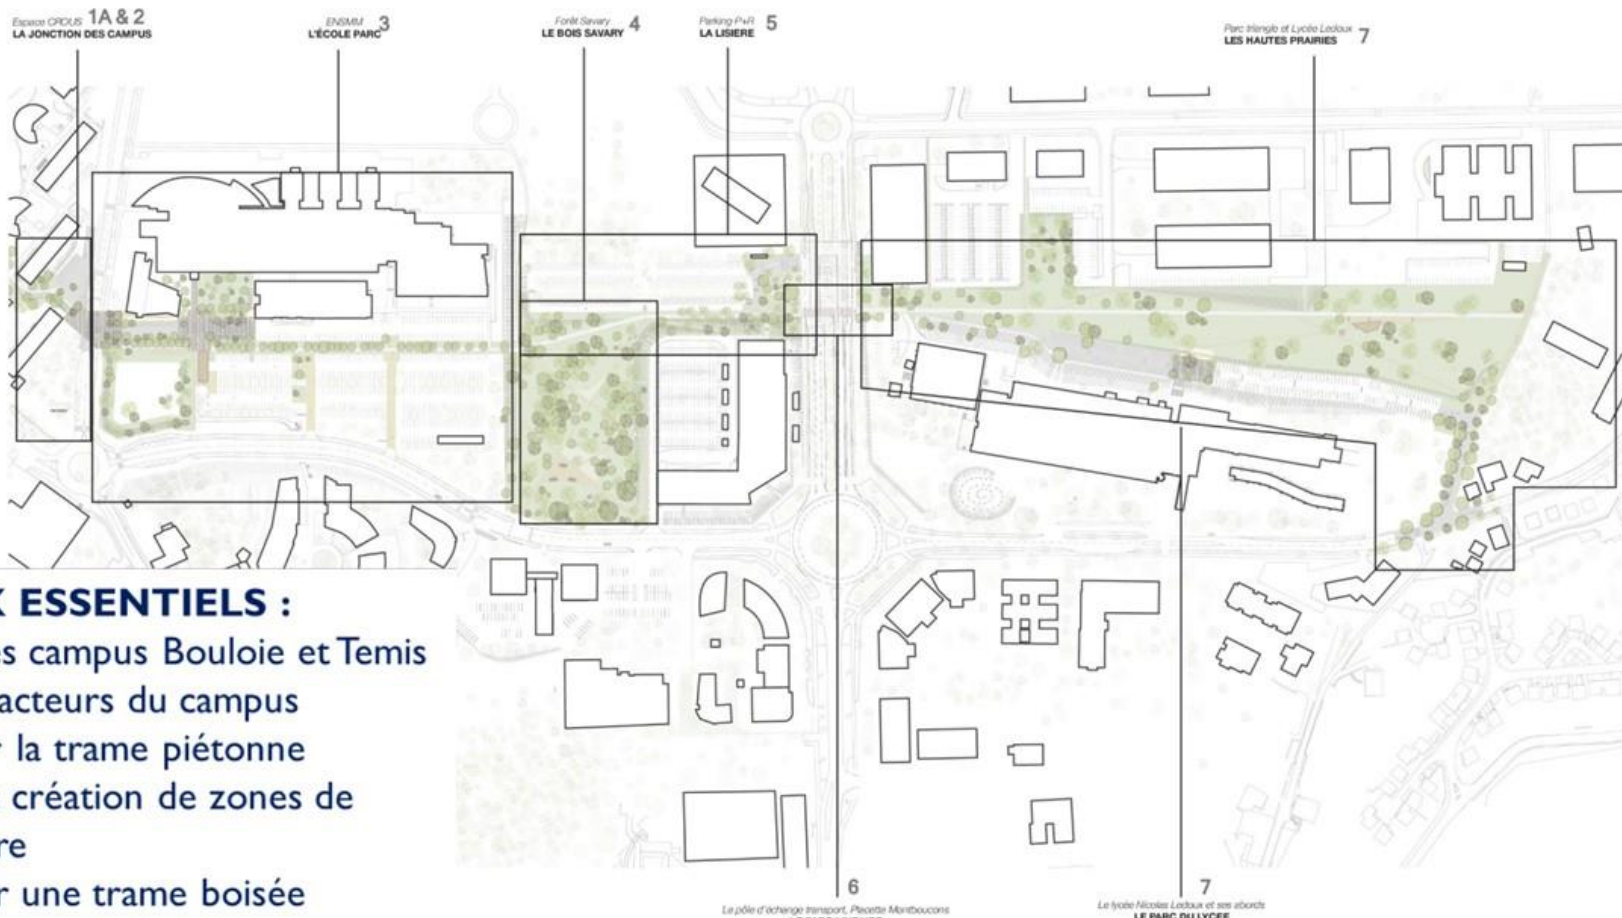 Espace CROUS 1A & 2
LA JONCTION DES CAMPUS
ENSMM 3
L'ÉCOLE PARC
Forêt Savary 4
LE BOIS SAVARY
Parking P+R 5
LA LISIERE
Parc triangle et Lycée Ledoux 7
LES HAUTES PRAIRIES
X ESSENTIELS :
es campus Bouloie et Temis
acteurs du campus
r la trame piétonne
création de zones de
re
r une trame boisée
6
Le pôle d'échange transport, Placette Montboucons
7
Le lycée Nicolas Ledoux et ses abords
LE PARC DU LYCEE